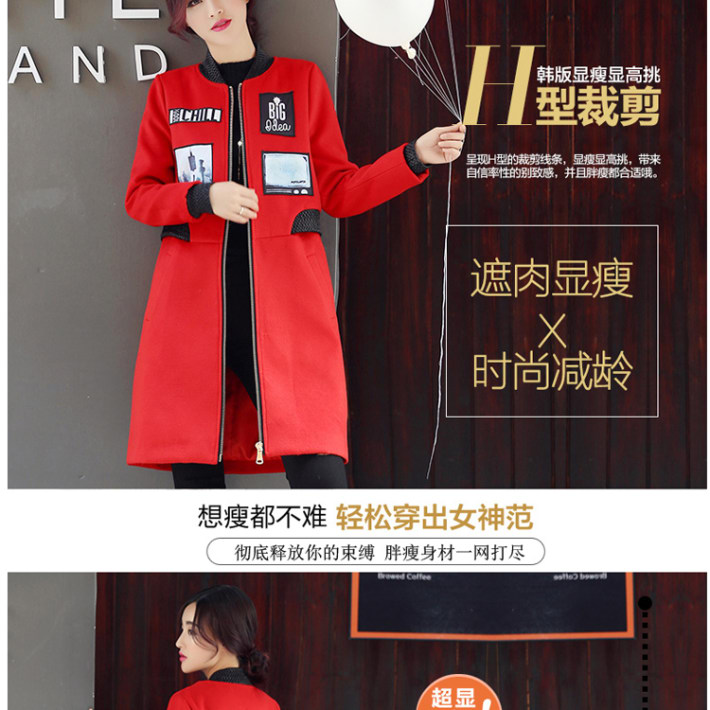 AND
CHILL
BIG
Idea
韩版显瘦显高挑
H型裁剪
呈现H型的裁剪线条，显瘦显高挑，带来
自信率性的别致感，并且胖瘦都合适哦。
遮肉显瘦
X
时尚减龄
想瘦都不难 轻松穿出女神范
彻底释放你的束缚 胖瘦身材一网打尽
Browed Coffee
Browed Coffee
超显